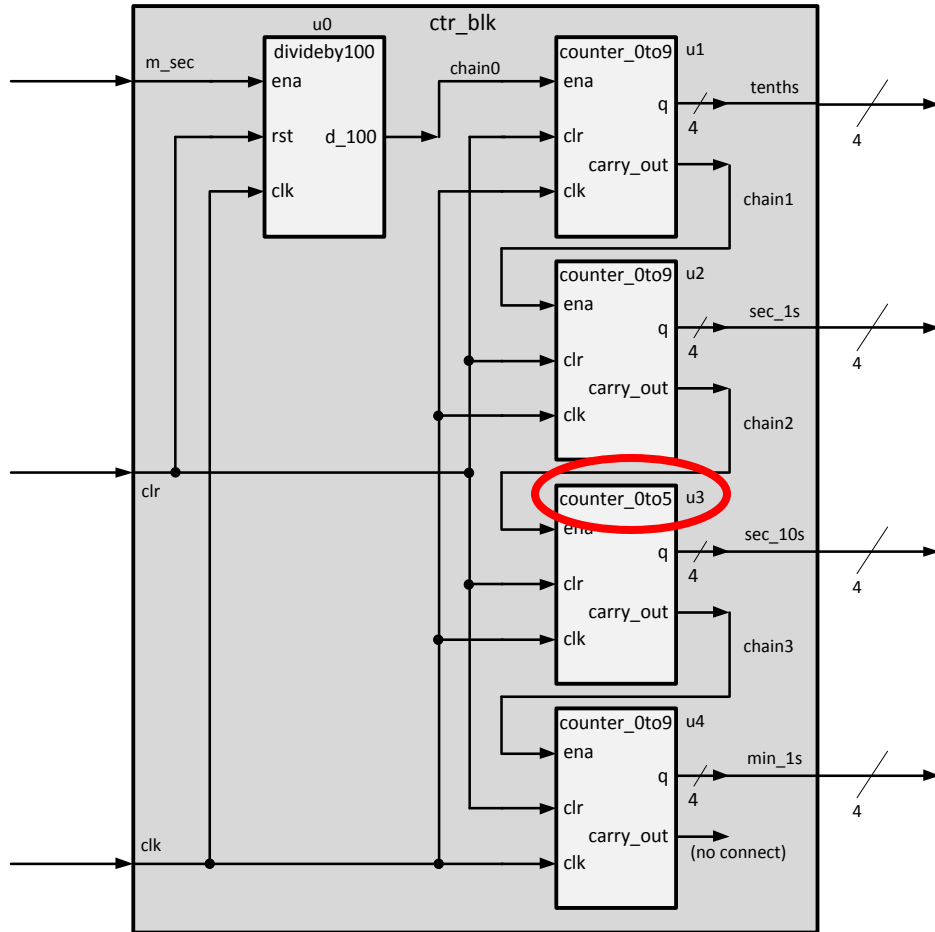 ctr_blk
u0
divideby100
m_sec
ena
rst
d_100
clk
chain0
counter_0to9
u1
ena
q
4
tenths
4
clr
carry_out
clk
chain1
counter_0to9
u2
ena
q
4
sec_1s
4
clr
carry_out
clk
chain2
clr
counter_0to5
u3
ena
q
4
sec_10s
4
clr
carry_out
clk
chain3
counter_0to9
u4
ena
q
4
min_1s
4
clr
carry_out
(no connect)
clk
clk